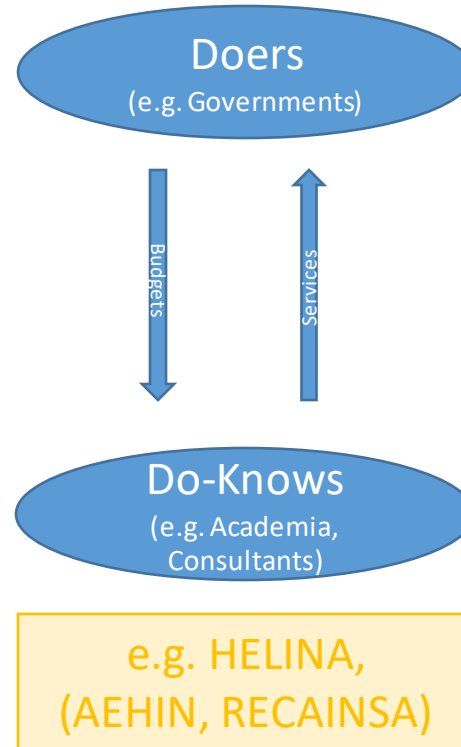 Doers
(e.g. Governments)
Budgets
Services
Do-Knows
(e.g. Academia,
Consultants)
e.g. HELINA,
(AEHIN, RECAINSA)